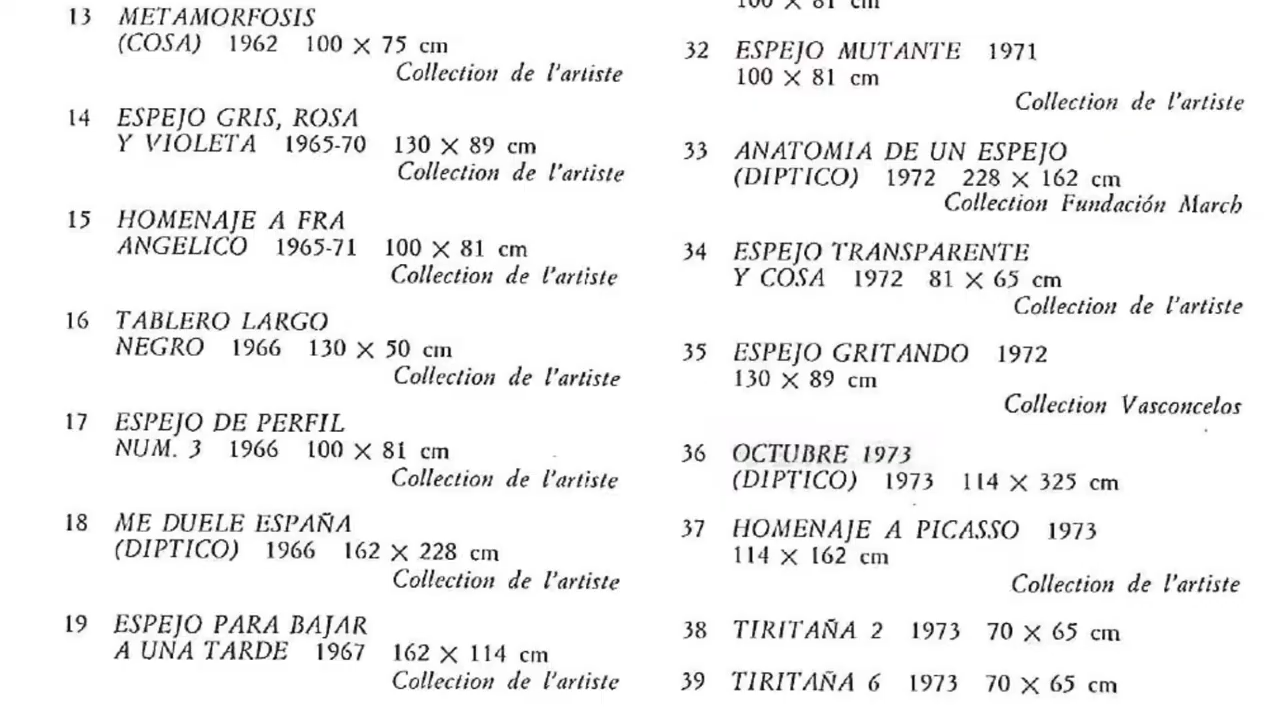 13 METAMORFOSIS
(COSA) 1962 100 × 75 cm
Collection de l'artiste
14 ESPEJO GRIS, ROSA
Y VIOLETA 1965-70 130 × 89 cm
Collection de l'artiste
15 HOMENAJE A FRA
ANGELICO 1965-71 100 × 81 cm
Collection de l'artiste
16 TABLERO LARGO
NEGRO 1966 130 × 50 cm
Collection de l'artiste
17 ESPEJO DE PERFIL
NUM. 3 1966 100 × 81 cm
Collection de l'artiste
18 ME DUELE ESPAÑA
(DIPTICO) 1966 162 × 228 cm
Collection de l'artiste
19 ESPEJO PARA BAJAR
A UNA TARDE 1967 162 × 114 cm
Collection de l'artiste
100 × 81 cm
32 ESPEJO MUTANTE 1971
100 × 81 cm
Collection de l'artiste
33 ANATOMIA DE UN ESPEJO
(DIPTICO) 1972 228 × 162 cm
Collection Fundación March
34 ESPEJO TRANSPARENTE
Y COSA 1972 81 × 65 cm
Collection de l'artiste
35 ESPEJO GRITANDO 1972
130 × 89 cm
Collection Vasconcelos
36 OCTUBRE 1973
(DIPTICO) 1973 114 × 325 cm
37 HOMENAJE A PICASSO 1973
114 × 162 cm
Collection de l'artiste
38 TIRITAÑA 2 1973 70 × 65 cm
39 TIRITAÑA 6 1973 70 × 65 cm